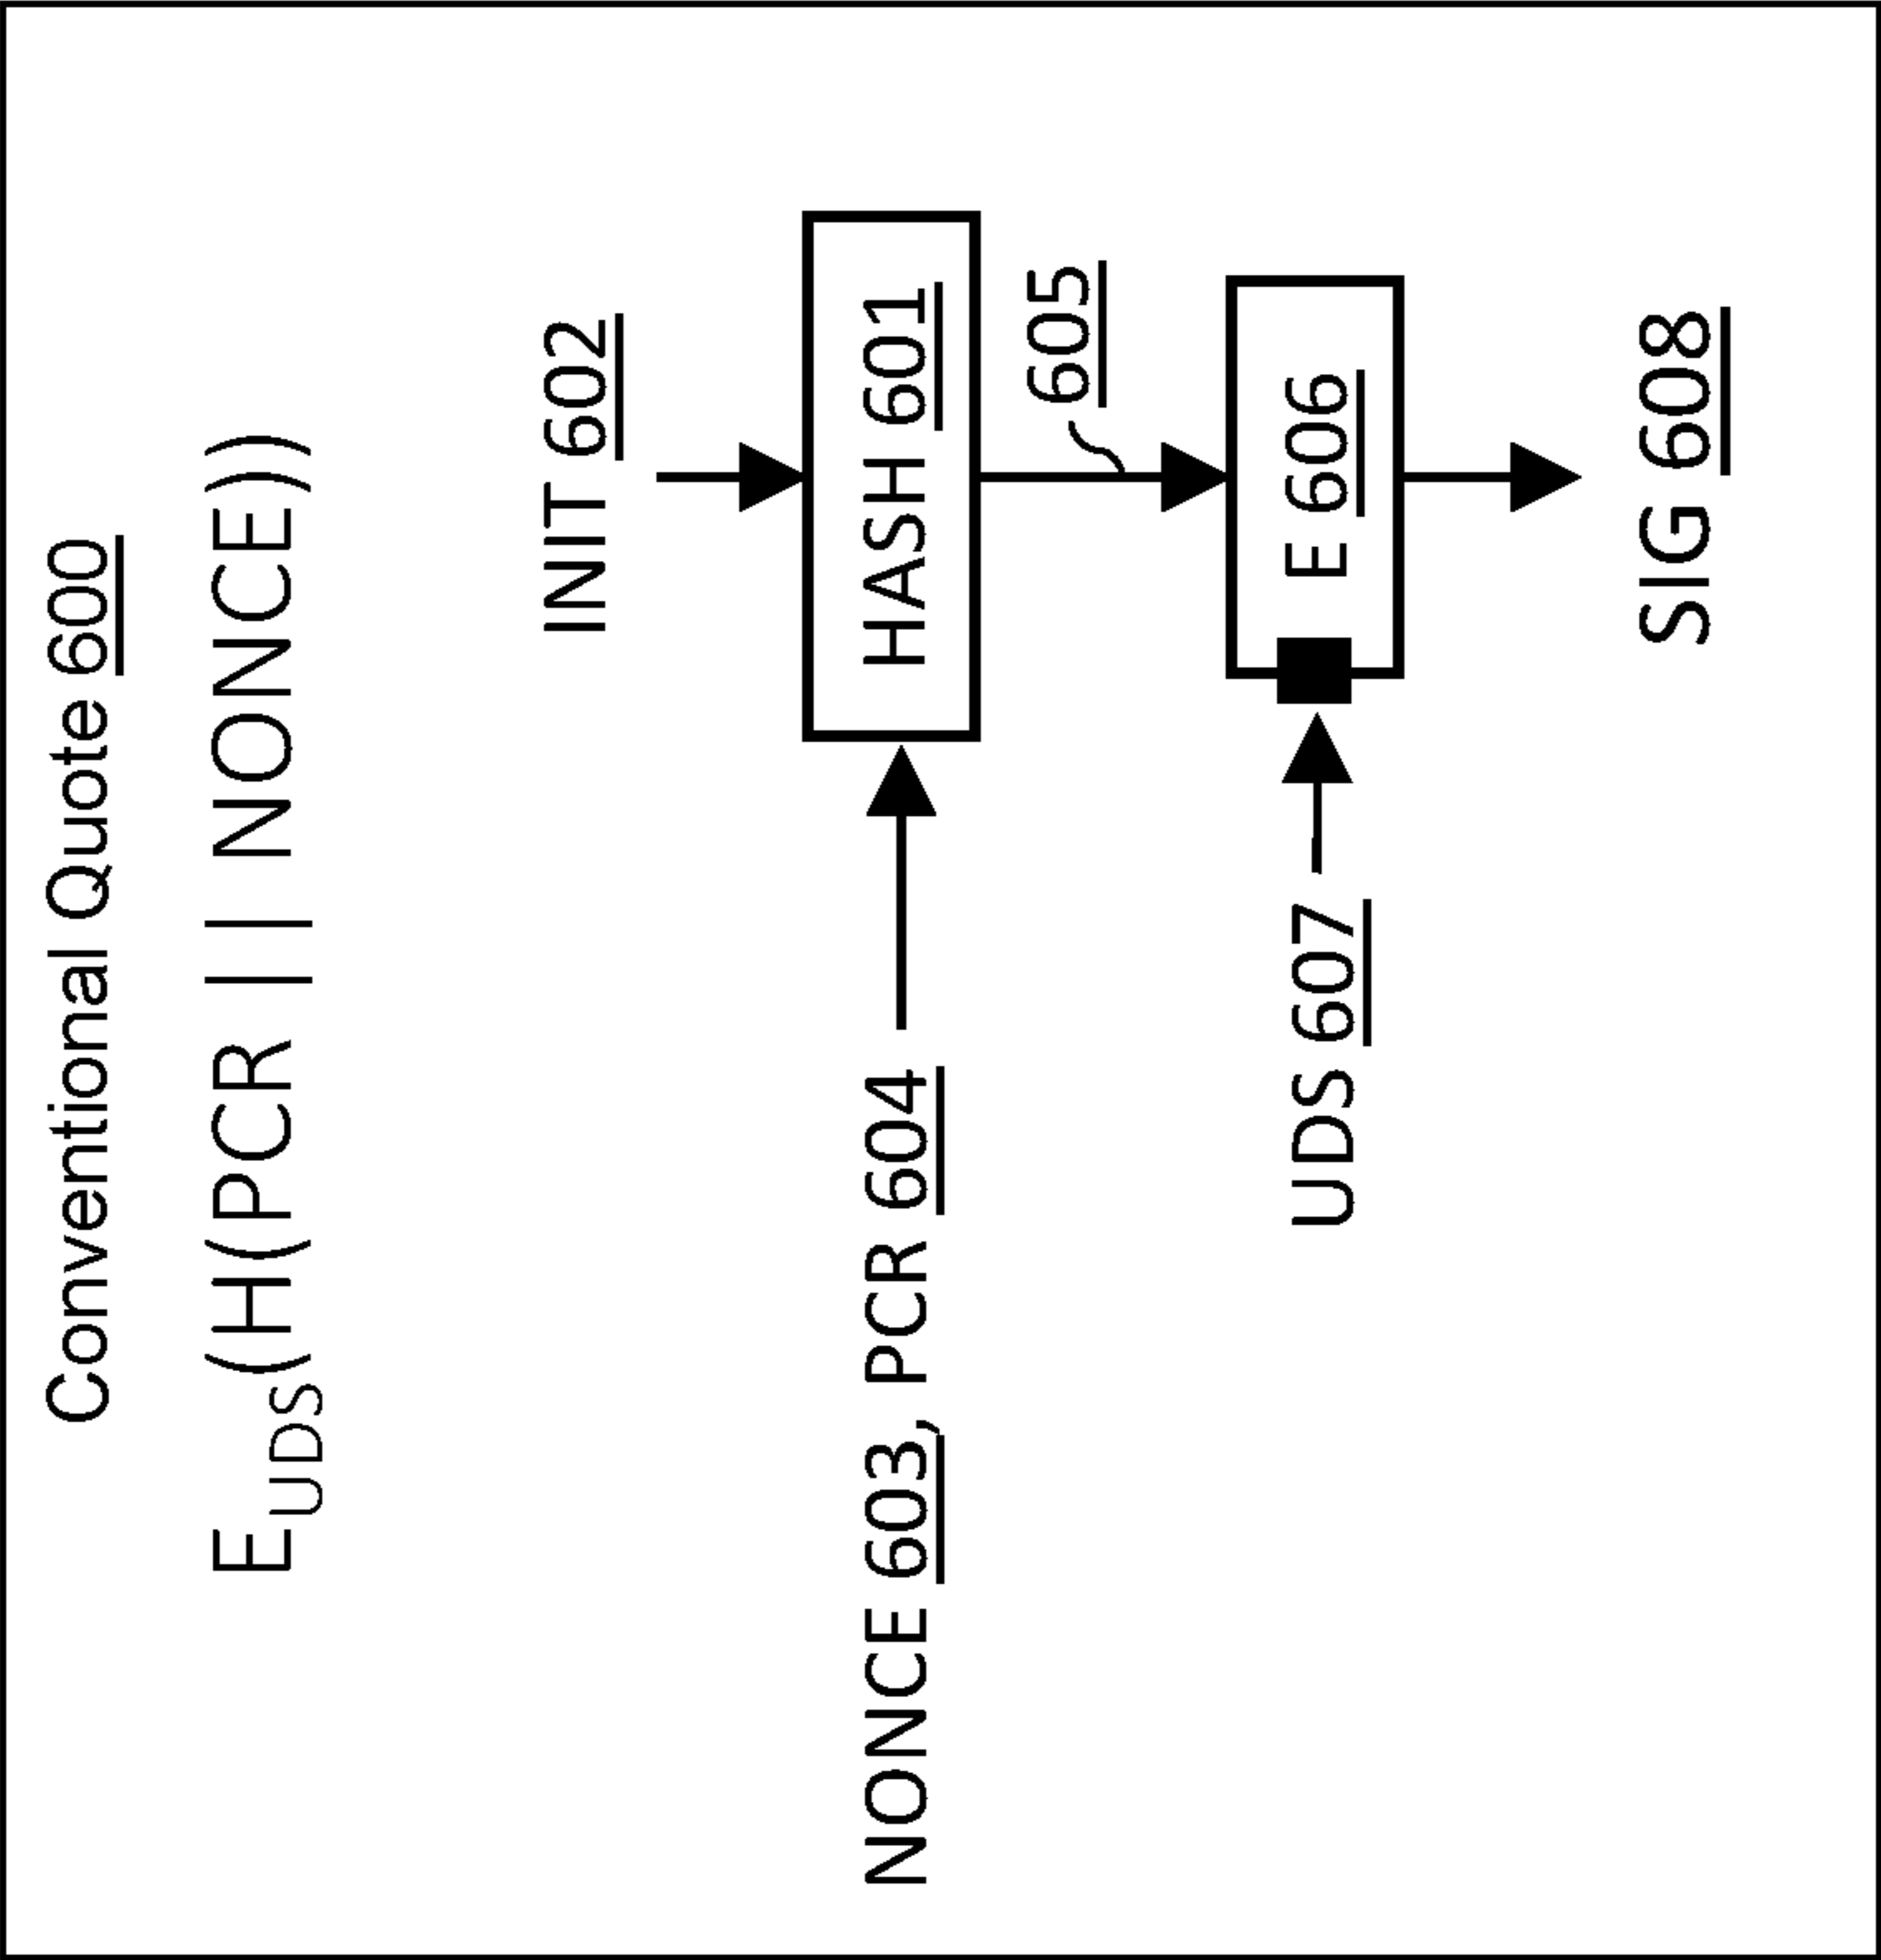 Conventional Quote 600
EUDS(H(PCR || NONCE))
INIT 602
NONCE 603, PCR 604
HASH 601
605
UDS 607
E 606
SIG 608